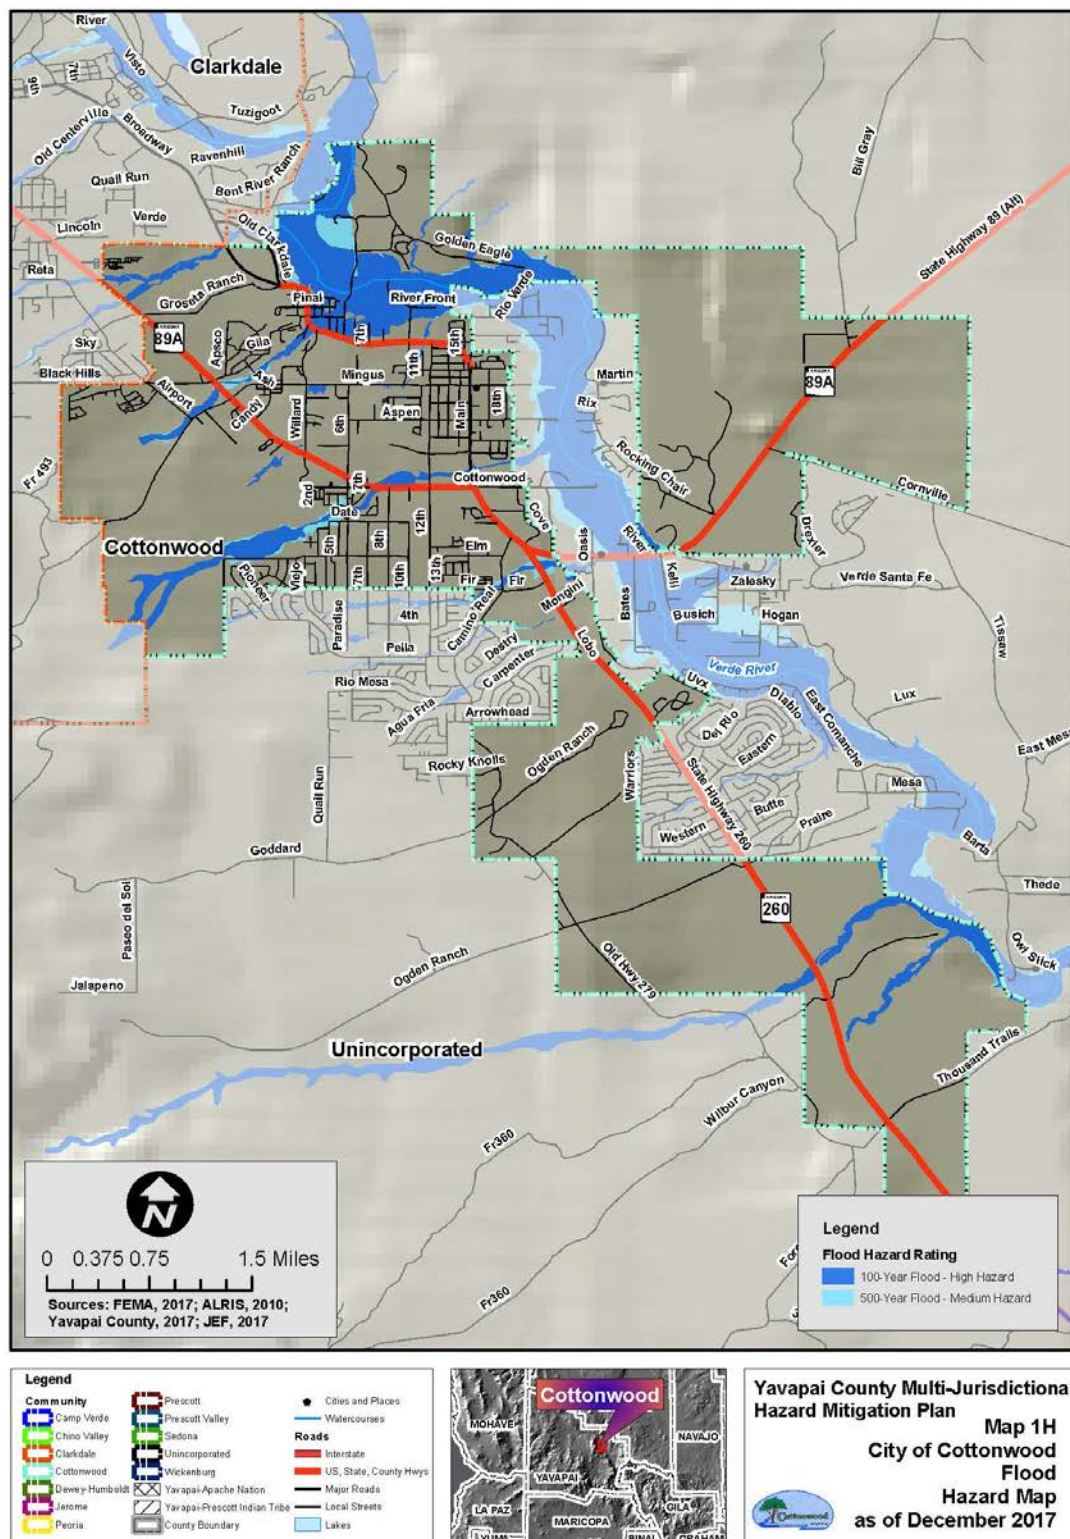 River
Clarkdale
9th
7th
Visto
Tuzigoot
Old Centerville
Broadway
Ravenhill
Bent River Ranch
Quail Run
Verde
Lincoln
Old Clarkdale
Golden Eagle
Bill Gray
State Highway 89 (Alt)
Reta
Groseta Ranch
Pinal
River Front
Rio Verde
ARIZONA
89A
Sky
Apsco
Gila
7th
11th
15th
Black Hills
Airport
Ash
Mingus
Martin
ARIZONA
89A
Candy
Willard
6th
Aspen
Main
18th
Rix
Fr 493
Rocking Chair
2nd
7th
Cottonwood
Cornville
Date
Cove
Cottonwood
5th
8th
12th
Elm
Oasis
River
Drexler
Pioneer
Viejo
7th
10th
13th
Fir
Fir
Mongini
Kelli
Zalesky
Verde Santa Fe
Paradise
4th
Camino Real
Bates
Busich
Hogan
Tissaw
Pella
Destry
Lobo
Carpenter
Verde River
Rio Mesa
Uvx
Diablo
East Comanche
Lux
Agua Fria
Arrowhead
Del Rio
Eastern
East Mesa
Rocky Knolls
Ogden Ranch
Warriors
State Highway 260
Mesa
Quail Run
Butte
Praire
Western
Goddard
Barta
Thede
Paseo del Sol
ARIZONA
260
Jalapeno
Ogden Ranch
Old Hwy 279
Owl Slick
Unincorporated
Thousand Trails
Wilbur Canyon
Fr360
Fr360
N
0 0.375 0.75 1.5 Miles
Sources: FEMA, 2017; ALRIS, 2010;
Yavapai County, 2017; JEF, 2017
Legend
Flood Hazard Rating
100-Year Flood - High Hazard
500-Year Flood - Medium Hazard
Legend
Community
Camp Verde
Chino Valley
Clarkdale
Cottonwood
Dewey-Humboldt
Jerome
Peoria
Prescott
Prescott Valley
Sedona
Unincorporated
Wickenburg
Yavapai-Apache Nation
Yavapai-Prescott Indian Tribe
County Boundary
Cities and Places
Watercourses
Roads
Interstate
US, State, County Hwys
Major Roads
Local Streets
Lakes
Cottonwood
MOHAVE
NAVAJO
YAVAPAI
LA PAZ
GILA
MARICOPA
YUMA
PINAL
GRAHAM
Yavapai County Multi-Jurisdictiona
Hazard Mitigation Plan
Map 1H
City of Cottonwood
Flood
Hazard Map
as of December 2017
Cottonwood